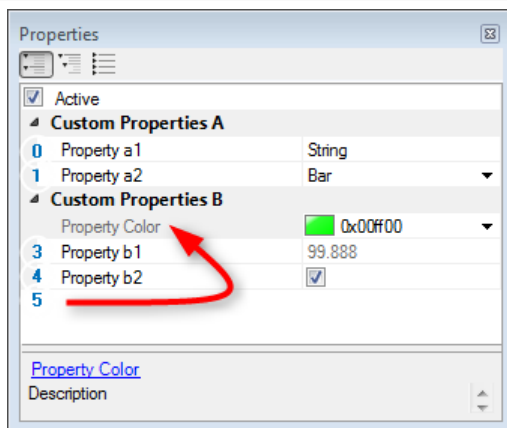 Properties
Active
Custom Properties A
0 Property a1 String
1 Property a2 Bar
Custom Properties B
Property Color 0x00ff00
3 Property b1 99.888
4 Property b2
5
Property Color
Description